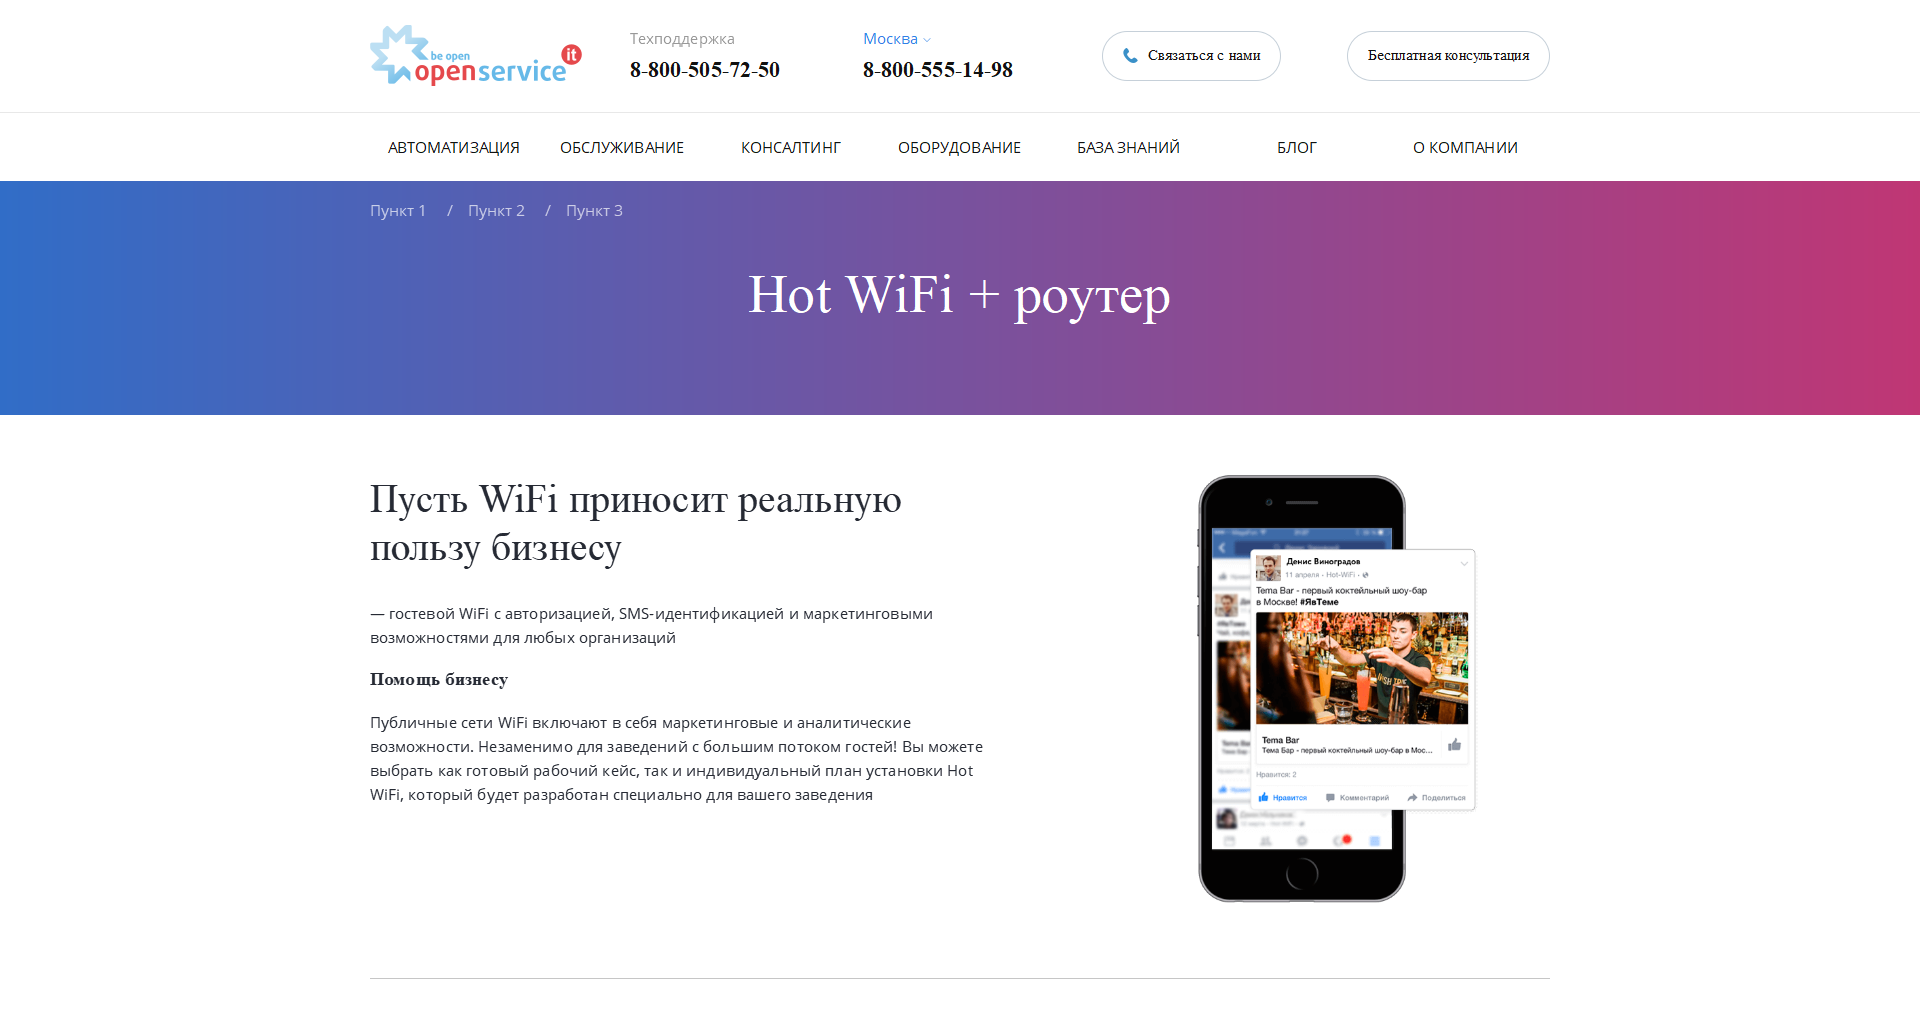 be open
openservice it
Техподдержка
8-800-505-72-50
Москва
8-800-555-14-98
Связаться с нами
Бесплатная консультация
АВТОМАТИЗАЦИЯ
ОБСЛУЖИВАНИЕ
КОНСАЛТИНГ
ОБОРУДОВАНИЕ
БАЗА ЗНАНИЙ
БЛОГ
О КОМПАНИИ
Пункт 1 / Пункт 2 / Пункт 3
Hot WiFi + роутер
Пусть WiFi приносит реальную
пользу бизнесу
— гостевой WiFi с авторизацией, SMS-идентификацией и маркетинговыми
возможностями для любых организаций
Помощь бизнесу
Публичные сети WiFi включают в себя маркетинговые и аналитические
возможности. Незаменимо для заведений с большим потоком гостей! Вы можете
выбрать как готовый рабочий кейс, так и индивидуальный план установки Hot
WiFi, который будет разработан специально для вашего заведения
Денис Виноградов
11 апреля • Hot-WiFi •
Tema Bar - первый коктейльный шоу-бар
в Москве! #ЯвТеме
Tema Bar
Тема Бар - первый коктейльный шоу-бар в Мос...
Нравится: 2
Нравится
Комментарий
Поделиться